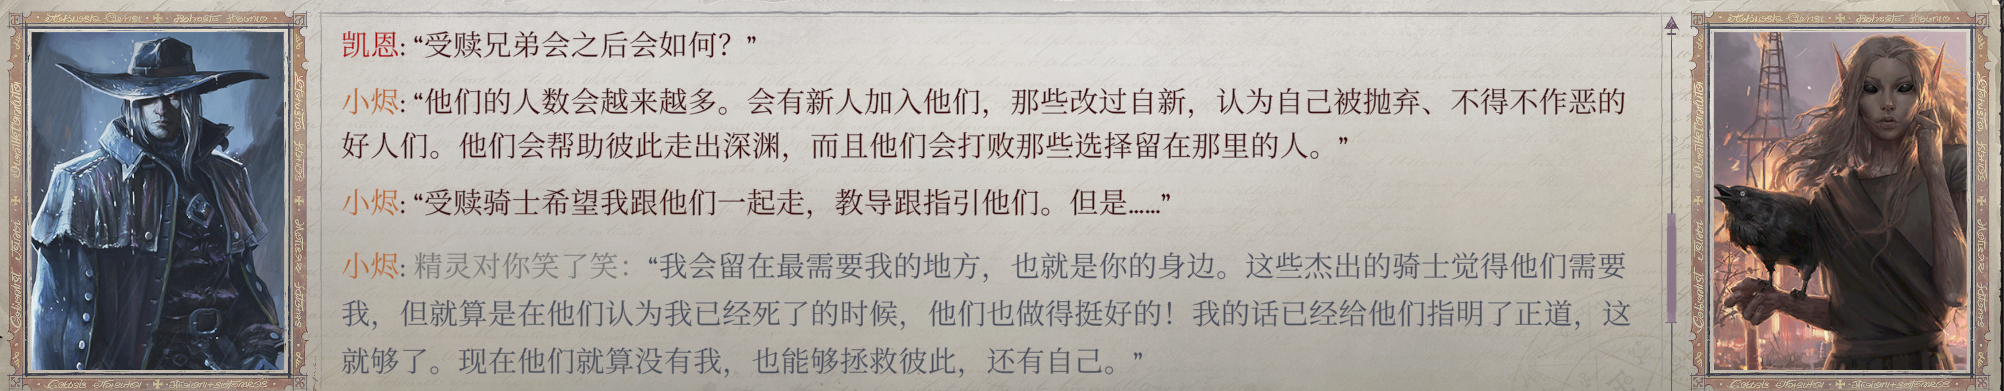 凯恩: “受赎兄弟会之后会如何？”
小烬: “他们的人数会越来越多。会有新人加入他们，那些改过自新，认为自己被抛弃、不得不作恶的
好人们。他们会帮助彼此走出深渊，而且他们会打败那些选择留在那里的人。”
小烬: “受赎骑士希望我跟他们一起走，教导跟指引他们。但是……”
小烬: 精灵对你笑了笑：“我会留在最需要我的地方，也就是你的身边。这些杰出的骑士觉得他们需要
我，但就算是在他们认为我已经死了的时候，他们也做得挺好的！我的话已经给他们指明了正道，这
就够了。现在他们就算没有我，也能够拯救彼此，还有自己。”